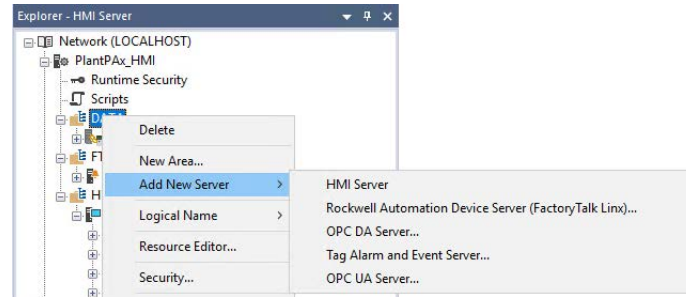 Explorer - HMI Server
Network (LOCALHOST)
PlantPAx_HMI
Runtime Security
Scripts
DATA
Delete
FT
New Area...
Add New Server
HMI Server
H
Logical Name
Rockwell Automation Device Server (FactoryTalk Linx)...
OPC DA Server...
Resource Editor...
Tag Alarm and Event Server...
Security...
OPC UA Server...